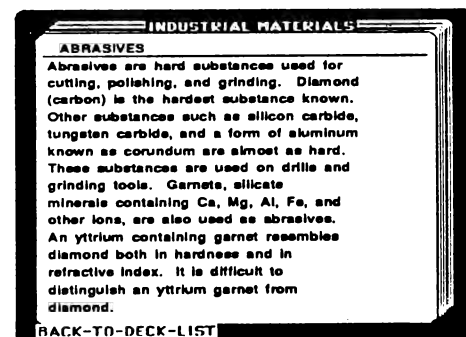 INDUSTRIAL MATERIALS
ABRASIVES
Abrasives are hard substances used for
cutting, polishing, and grinding. Diamond
(carbon) is the hardest substance known.
Other substances such as silicon carbide,
tungsten carbide, and a form of aluminum
known as corundum are almost as hard.
These substances are used on drills and
grinding tools. Garnets, silicate
minerals containing Ca, Mg, Al, Fe, and
other ions, are also used as abrasives.
An yttrium containing garnet resembles
diamond both in hardness and in
refractive index. It is difficult to
distinguish an yttrium garnet from
diamond.
BACK-TO-DECK-LIST